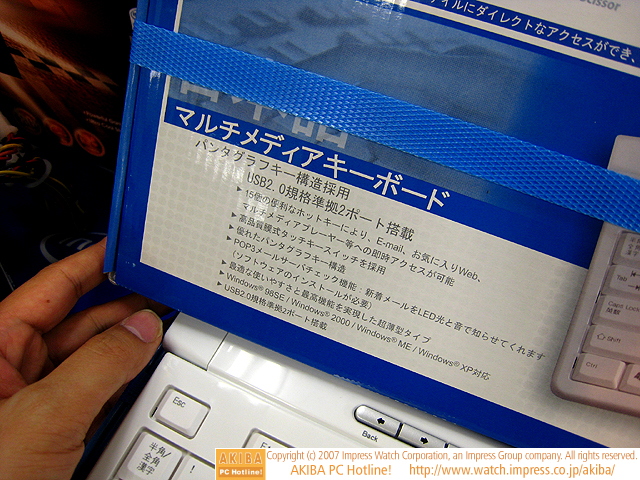 イルにダイレクトなアクセスができ、
マルチメディアキーボード
パンタグラフキー構造採用
USB2.0規格準拠2ポート搭載
▶15個の便利なホットキーにより、E-mail、お気に入りWeb、
マルチメディアプレーヤー等への即時アクセスが可能
▶高品質膜式タッチキースイッチを採用
▶優れたパンタグラフキー構造
▶POP3メールサーバチェック機能：新着メールをLED光と音で知らせてくれます
(ソフトウェアのインストールが必要)
▶最適な使いやすさと最高機能を実現した超薄型タイプ
▶Windows® 98SE / Windows® 2000 / Windows® ME / Windows® XP対応
▶USB2.0規格準拠2ポート搭載
Tab
Caps Lock
Shift
Ctrl
Esc
半角/
全角
漢字
!
Back
AKIBA
PC Hotline!
Copyright (c) 2007 Impress Watch Corporation, an Impress Group company. All rights reserved.
AKIBA PC Hotline! http://www.watch.impress.co.jp/akiba/